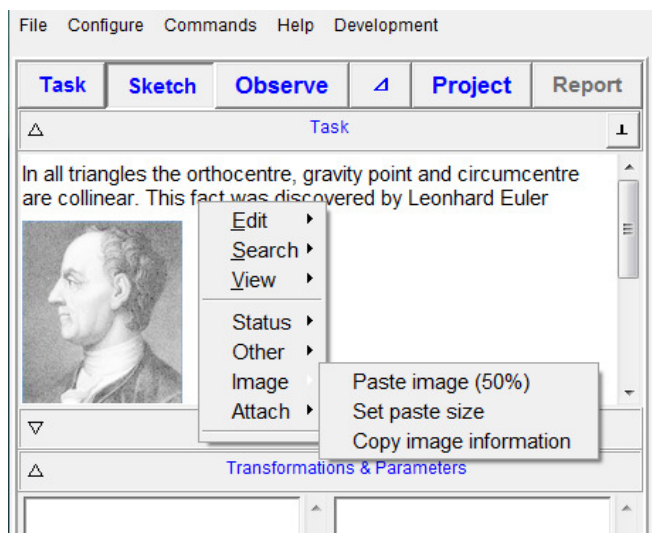 File Configure Commands Help Development
Task Sketch Observe ⊿ Project Report
Task
In all triangles the orthocentre, gravity point and circumcentre
are collinear. This fact was discovered by Leonhard Euler
Edit
Search
View
Status
Other
Image
Attach
Paste image (50%)
Set paste size
Copy image information
Transformations & Parameters